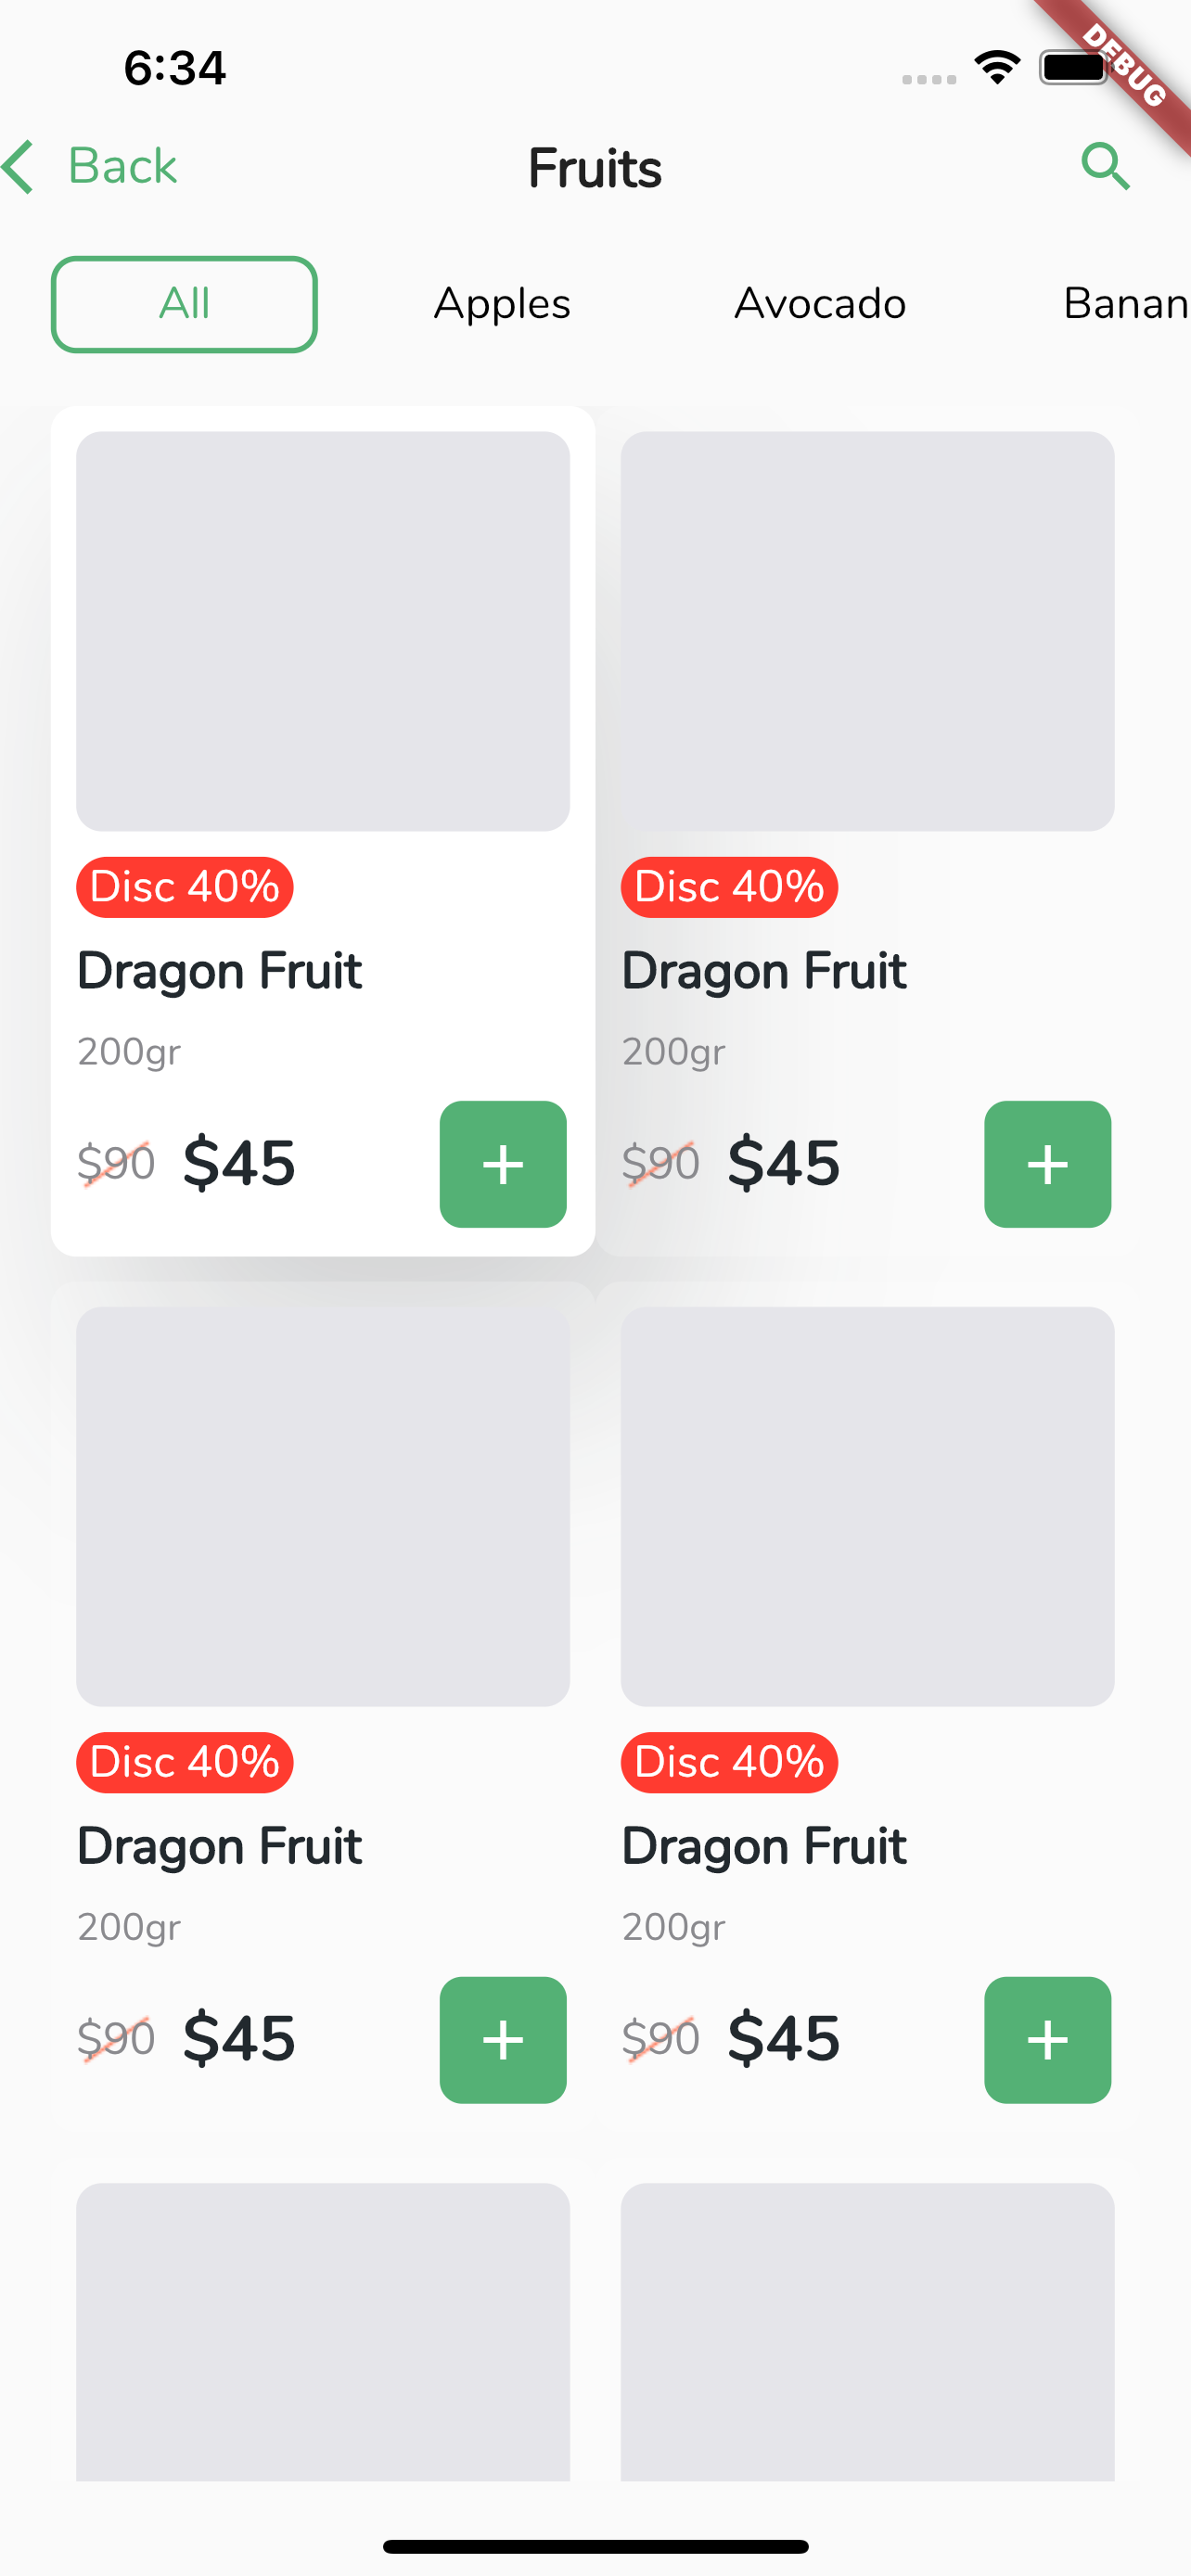 6:34
DEBUG
Back
Fruits
All Apples Avocado Banan
Disc 40% Disc 40%
Dragon Fruit Dragon Fruit
200gr 200gr
$90 $45 + $90 $45 +
Disc 40% Disc 40%
Dragon Fruit Dragon Fruit
200gr 200gr
$90 $45 + $90 $45 +